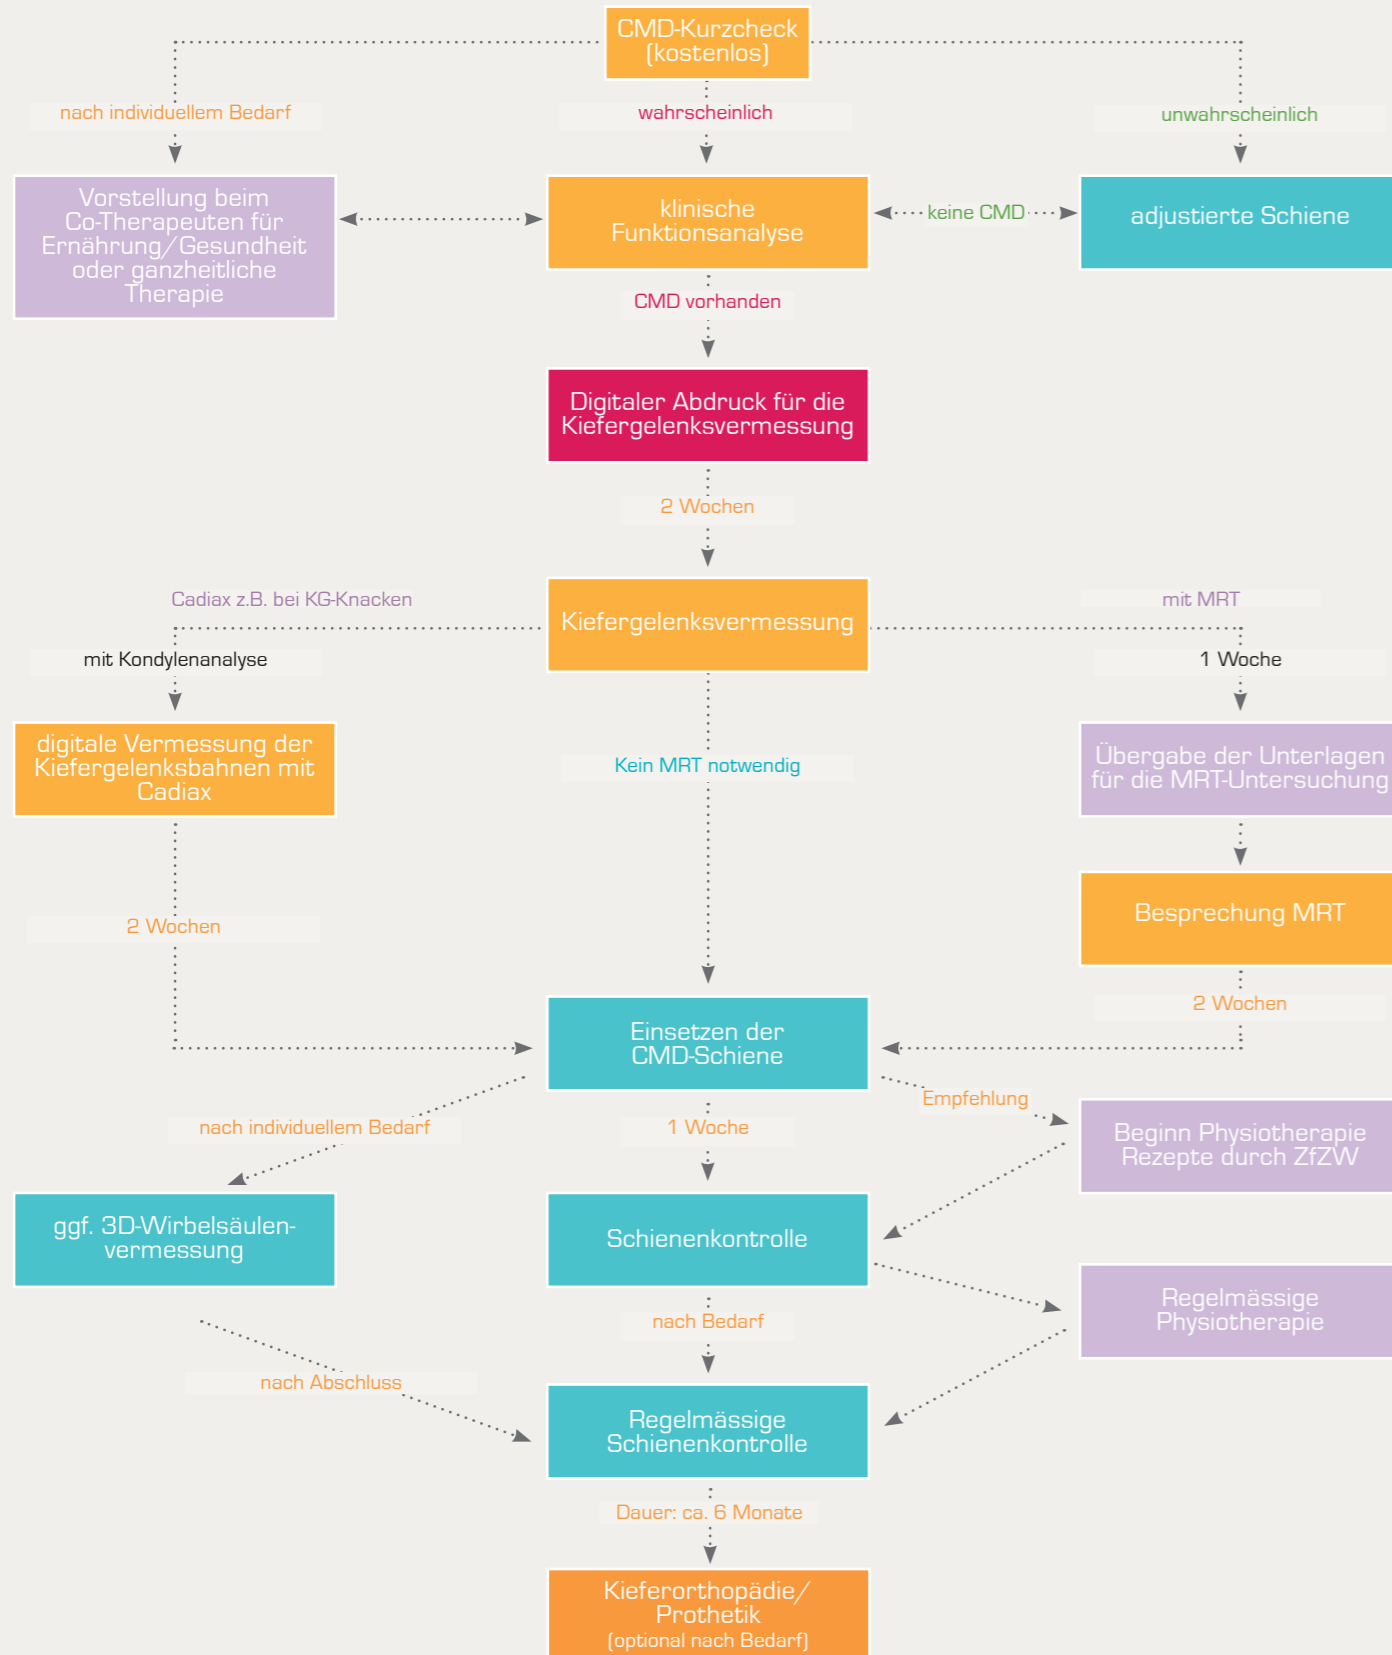 CMD-Kurzcheck
(kostenlos)
nach individuellem Bedarf
wahrscheinlich
unwahrscheinlich
Vorstellung beim
Co-Therapeuten für
Ernährung/Gesundheit
oder ganzheitliche
Therapie
klinische
Funktionsanalyse
keine CMD
adjustierte Schiene
CMD vorhanden
Digitaler Abdruck für die
Kiefergelenksvermessung
2 Wochen
Cadiax z.B. bei KG-Knacken
Kiefergelenksvermessung
mit MRT
mit Kondylenanalyse
1 Woche
digitale Vermessung der
Kiefergelenksbahnen mit
Cadiax
Kein MRT notwendig
Übergabe der Unterlagen
für die MRT-Untersuchung
Besprechung MRT
2 Wochen
2 Wochen
Einsetzen der
CMD-Schiene
nach individuellem Bedarf
1 Woche
Empfehlung
Beginn Physiotherapie
Rezepte durch ZfZW
ggf. 3D-Wirbelsäulen-
vermessung
Schienenkontrolle
Regelmässige
Physiotherapie
nach Bedarf
nach Abschluss
Regelmässige
Schienenkontrolle
Dauer: ca. 6 Monate
Kieferorthopädie/
Prothetik
(optional nach Bedarf)